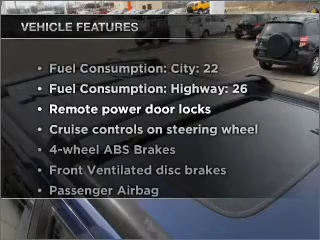 VEHICLE FEATURES
• Fuel Consumption: City: 22
• Fuel Consumption: Highway: 26
• Remote power door locks
• Cruise controls on steering wheel
• 4-wheel ABS Brakes
• Front Ventilated disc brakes
• Passenger Airbag